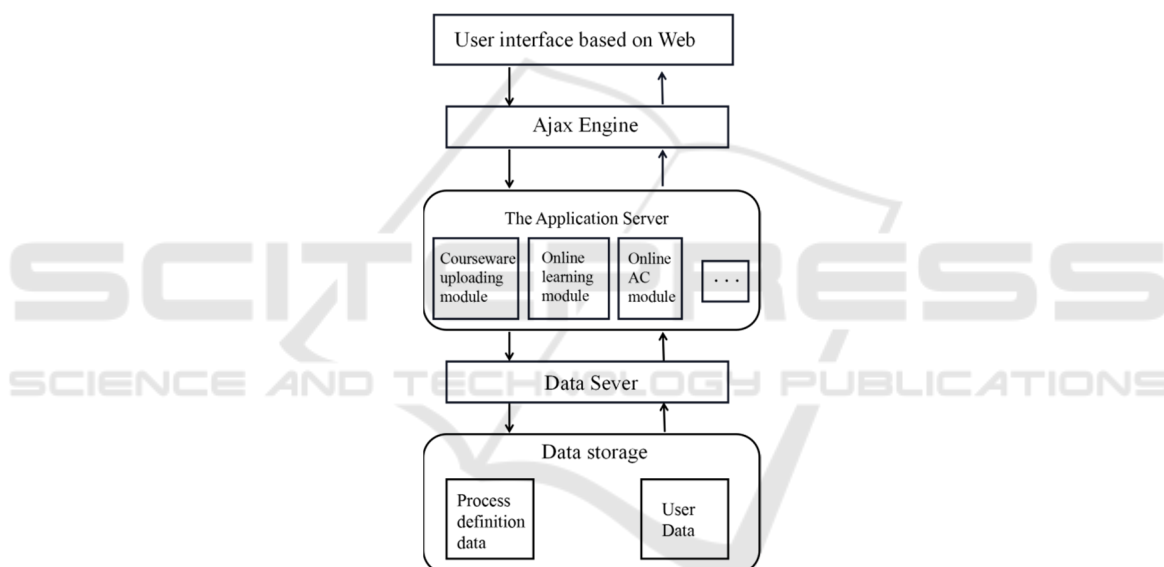 User interface based on Web
Ajax Engine
The Application Server
Courseware
uploading
module
Online
learning
module
Online
AC
module
...
Data Sever
Data storage
Process
definition
data
User
Data
SCITEPRESS
SCIENCE AND TECHNOLOGY PUBLICATIONS